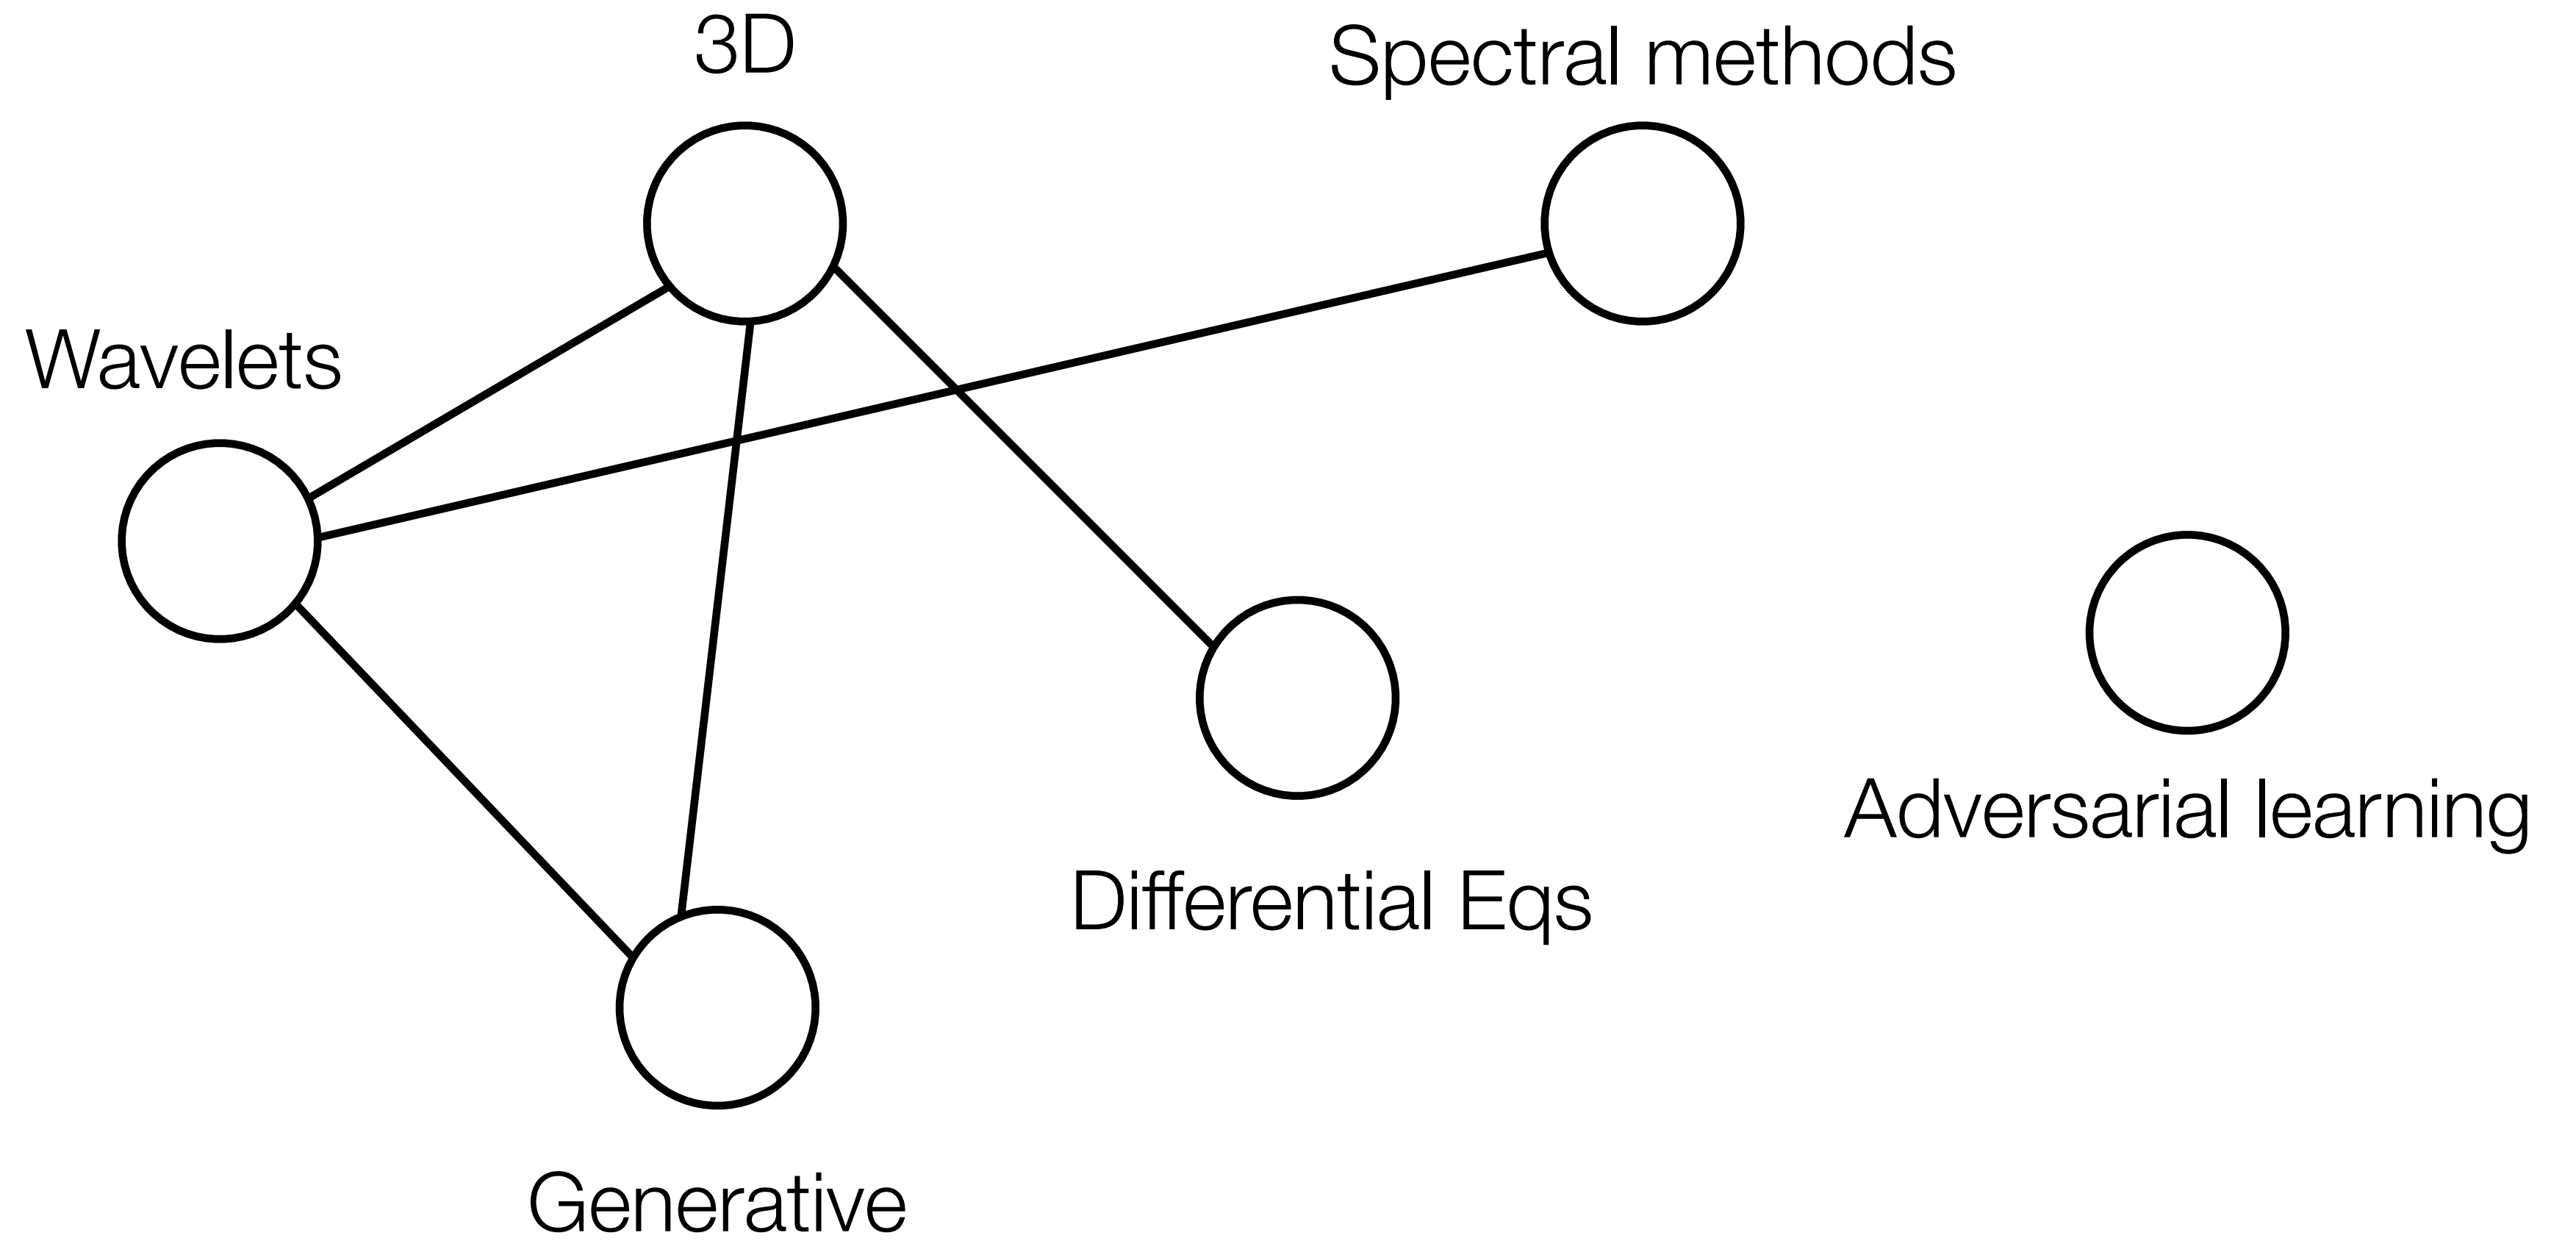 3D
Spectral methods
Wavelets
Adversarial learning
Differential Eqs
Generative